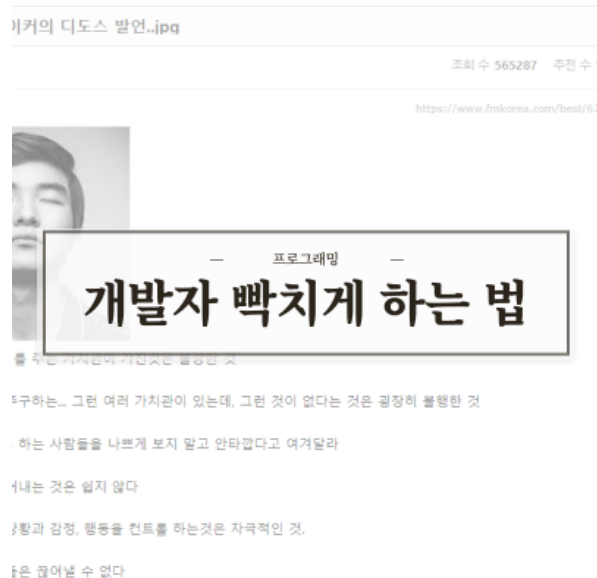 이커의 디도스 발언..jpg
조회 수 565287 추천 수
https://www.fmkorea.com/best/67
프로그래밍
개발자 빡치게 하는 법
를 주는 가치관이 가진것은 불행한 것
추구하는... 그런 여러 가치관이 있는데, 그런 것이 없다는 것은 굉장히 불행한 것
하는 사람들을 나쁘게 보지 말고 안타깝다고 여겨달라
내는 것은 쉽지 않다
상황과 감정, 행동을 컨트롤 하는것은 자극적인 것.
들은 끊어낼 수 없다